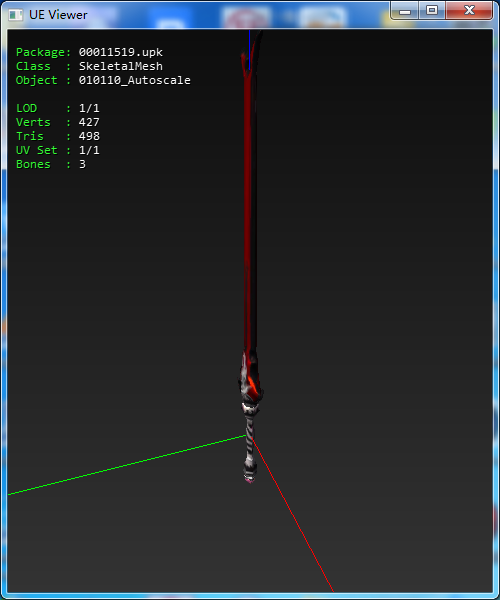 UE Viewer
Package: 00011519.upk
Class  : SkeletalMesh
Object : 010110_Autoscale
LOD    : 1/1
Verts  : 427
Tris   : 498
UV Set : 1/1
Bones  : 3